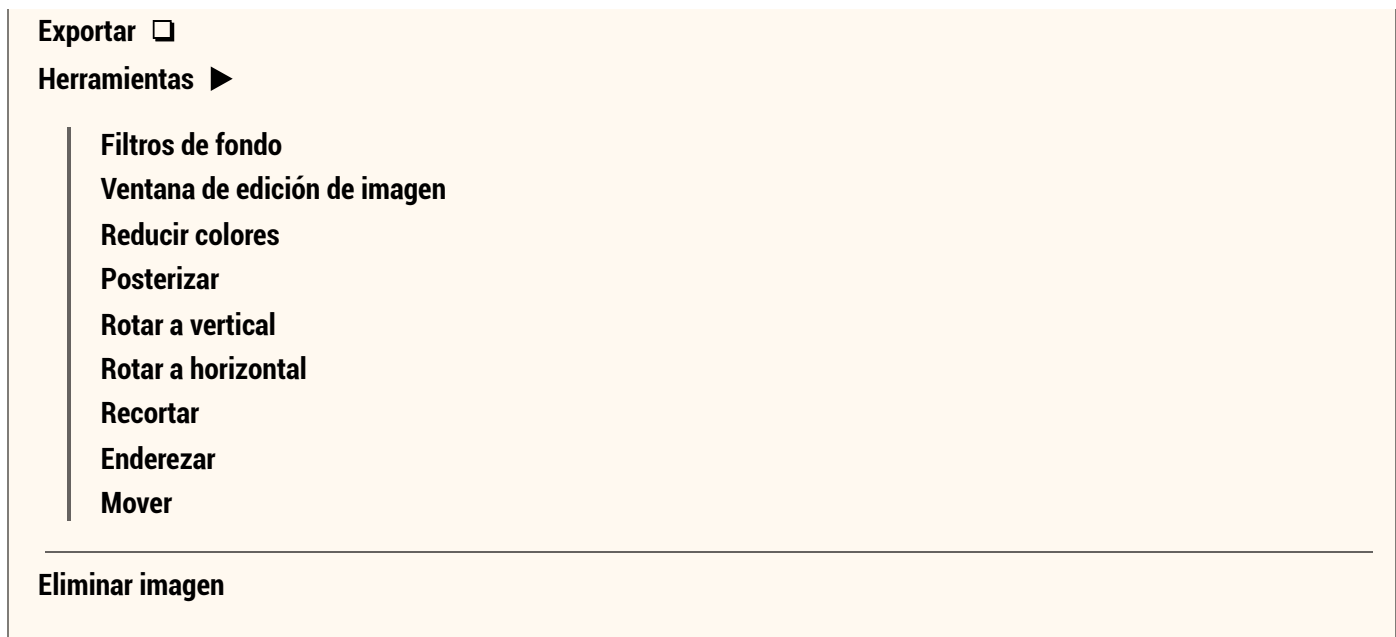 Exportar ❏
Herramientas ▶
Filtros de fondo
Ventana de edición de imagen
Reducir colores
Posterizar
Rotar a vertical
Rotar a horizontal
Recortar
Enderezar
Mover
Eliminar imagen